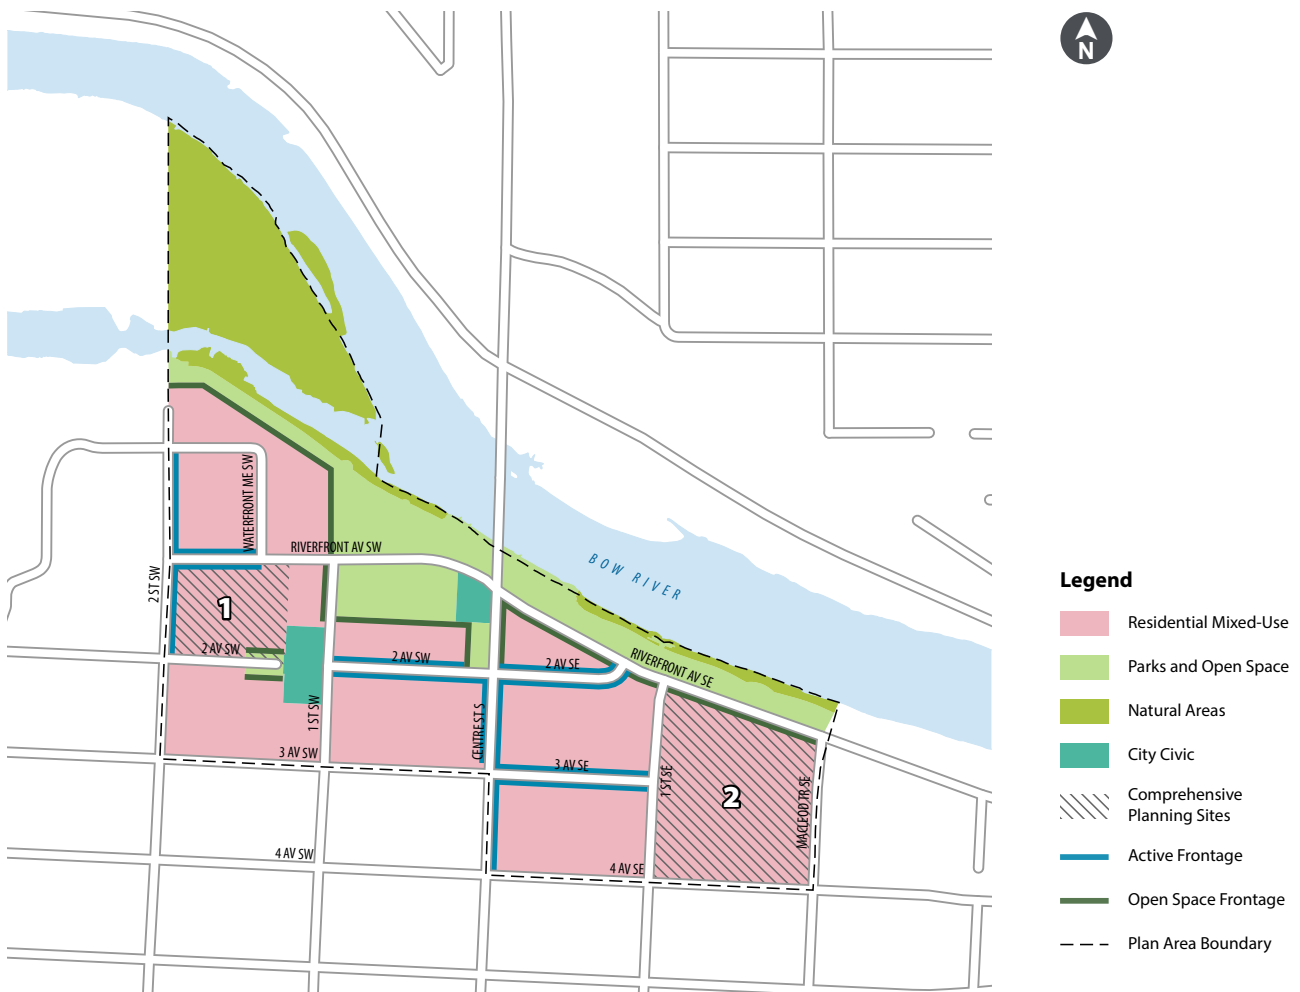 N
BOW RIVER
WATERFRONT ME SW
RIVERFRONT AV SW
2 ST SW
1
2 AV SW
2 AV SW
2 AV SE
RIVERFRONT AV SE
1 ST SW
CENTRE ST S
3 AV SW
3 AV SE
1 ST SE
2
MACLEOD TR SE
4 AV SW
4 AV SE
Legend
Residential Mixed-Use
Parks and Open Space
Natural Areas
City Civic
Comprehensive
Planning Sites
Active Frontage
Open Space Frontage
Plan Area Boundary